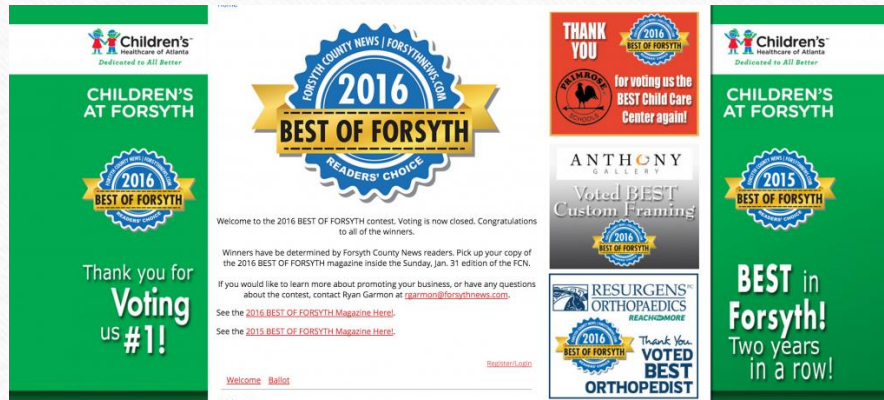 Children's
Healthcare of Atlanta
Dedicated to All Better
CHILDREN'S
AT FORSYTH
FORSYTH COUNTY NEWS | FORSYTHNEWS.COM
2016
BEST OF FORSYTH
READERS' CHOICE
Thank you for
Voting
us #1!
FORSYTH COUNTY NEWS | FORSYTHNEWS.COM
2016
BEST OF FORSYTH
READERS' CHOICE
Welcome to the 2016 BEST OF FORSYTH contest. Voting is now closed. Congratulations
to all of the winners.
Winners have be determined by Forsyth County News readers. Pick up your copy of
the 2016 BEST OF FORSYTH magazine inside the Sunday, Jan. 31 edition of the FCN.
If you would like to learn more about promoting your business, or have any questions
about the contest, contact Ryan Garmon at rgarmon@forsythnews.com.
See the 2016 BEST OF FORSYTH Magazine Here!.
See the 2015 BEST OF FORSYTH Magazine Here!.
Register/Login
Welcome Ballot
THANK
YOU
2016
BEST OF FORSYTH
PRIMROSE
SCHOOLS
for voting us the
BEST Child Care
Center again!
ANTHONY
GALLERY
Voted BEST
Custom Framing
2016
BEST OF FORSYTH
RESURGENS PC
ORTHOPAEDICS
REACH4MORE
2016
BEST OF FORSYTH
Thank You
VOTED
BEST
ORTHOPEDIST
Children's
Healthcare of Atlanta
Dedicated to All Better
CHILDREN'S
AT FORSYTH
FORSYTH COUNTY NEWS | FORSYTHNEWS.COM
2015
BEST OF FORSYTH
READERS' CHOICE
BEST in
Forsyth!
Two years
in a row!